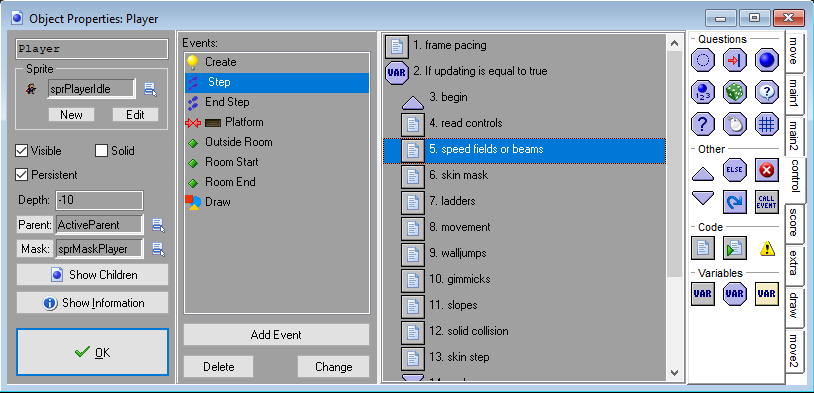 Object Properties: Player
Player
Sprite
sprPlayerIdle
New
Edit
Visible
Solid
Persistent
Depth:
-10
Parent:
ActiveParent
Mask:
sprMaskPlayer
Show Children
Show Information
OK
Events:
Create
Step
End Step
Platform
Outside Room
Room Start
Room End
Draw
Add Event
Delete
Change
1. frame pacing
VAR
2. If updating is equal to true
3. begin
4. read controls
5. speed fields or beams
6. skin mask
7. ladders
8. movement
9. walljumps
10. gimmicks
11. slopes
12. solid collision
13. skin step
Questions
123
?
?
Other
ELSE
CALL
EVENT
Code
Variables
VAR
VAR
VAR
move
main1
main2
control
score
extra
draw
move2